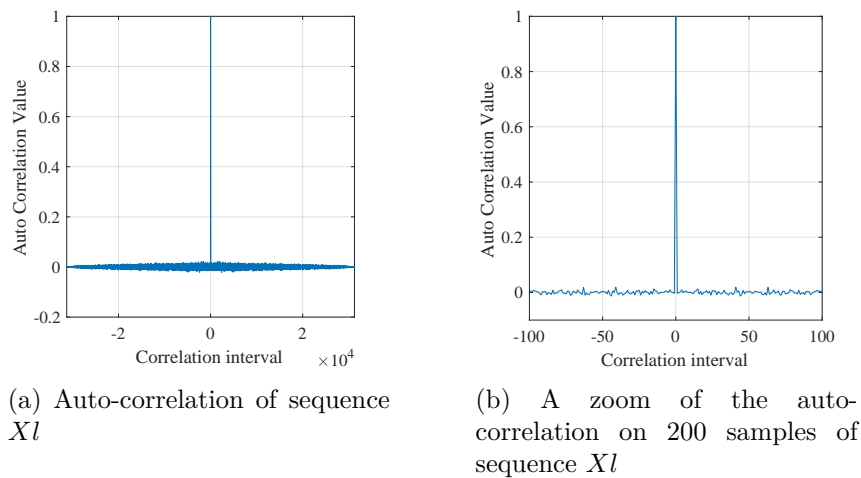 1
0.8
0.6
0.4
0.2
0
-0.2
Auto Correlation Value
-2
0
2
Correlation interval
×10^4
(a) Auto-correlation of sequence
Xl
1
0.8
0.6
0.4
0.2
0
Auto Correlation Value
-100
-50
0
50
100
Correlation interval
(b) A zoom of the auto-
correlation on 200 samples of
sequence Xl